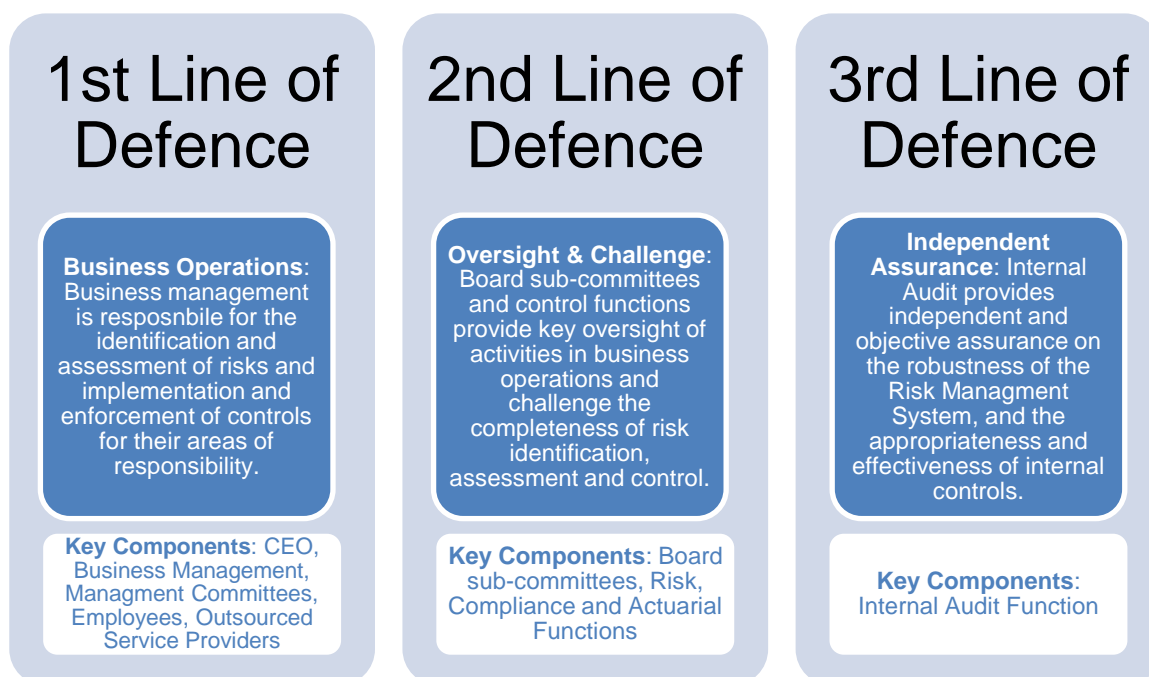 1st Line of
Defence
Business Operations:
Business management
is resposnbile for the
identification and
assessment of risks and
implementation and
enforcement of controls
for their areas of
responsibility.
Key Components: CEO,
Business Management,
Managment Committees,
Employees, Outsourced
Service Providers
2nd Line of
Defence
Oversight & Challenge:
Board sub-committees
and control functions
provide key oversight of
activities in business
operations and
challenge the
completeness of risk
identification,
assessment and control.
Key Components: Board
sub-committees, Risk,
Compliance and Actuarial
Functions
3rd Line of
Defence
Independent
Assurance: Internal
Audit provides
independent and
objective assurance on
the robustness of the
Risk Managment
System, and the
appropriateness and
effectiveness of internal
controls.
Key Components:
Internal Audit Function